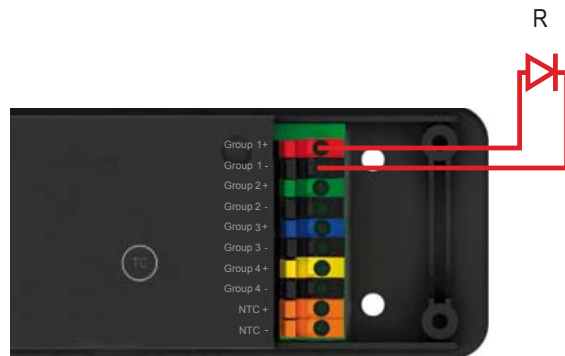 R
Group 1+
Group 1 -
Group 2+
Group 2 -
Group 3+
Group 3 -
Group 4+
Group 4 -
NTC +
NTC -
TC